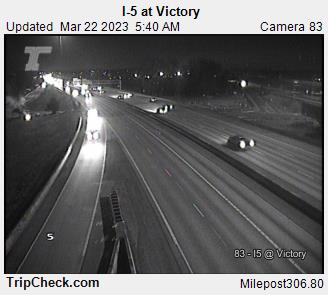 I-5 at Victory
Updated Mar 22 2023 5:40 AM Camera 83
S
83 - I5 @ Victory
TripCheck.com Milepost306.80